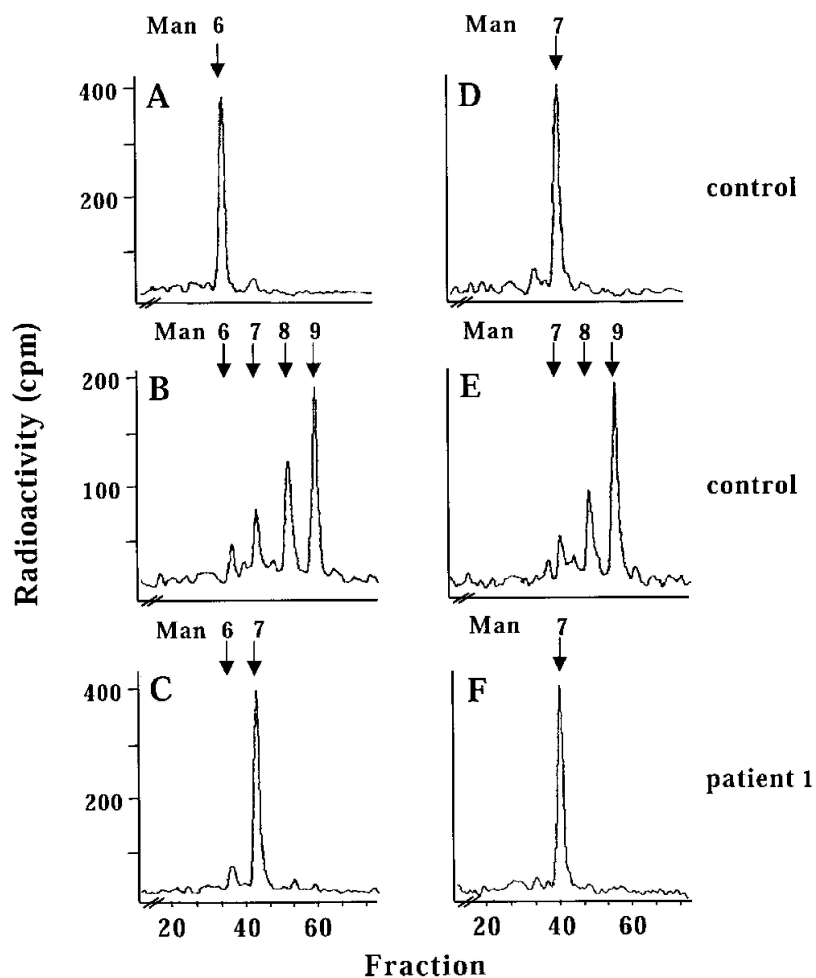 Man 6
Man 7
400
200
A
D
control
Man 6 7 8 9
Man 7 8 9
200
100
B
E
control
Radioactivity (cpm)
Man 6 7
Man 7
400
200
C
F
patient 1
20 40 60
20 40 60
Fraction